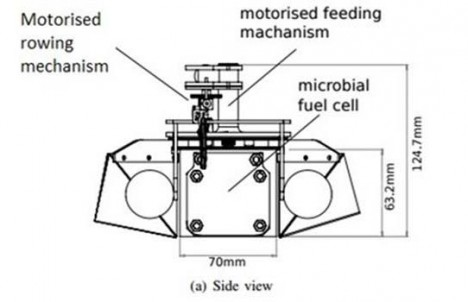 Motorised
rowing
mechanism
motorised feeding
machanism
microbial
fuel cell
124.7mm
63.2mm
70mm
(a) Side view